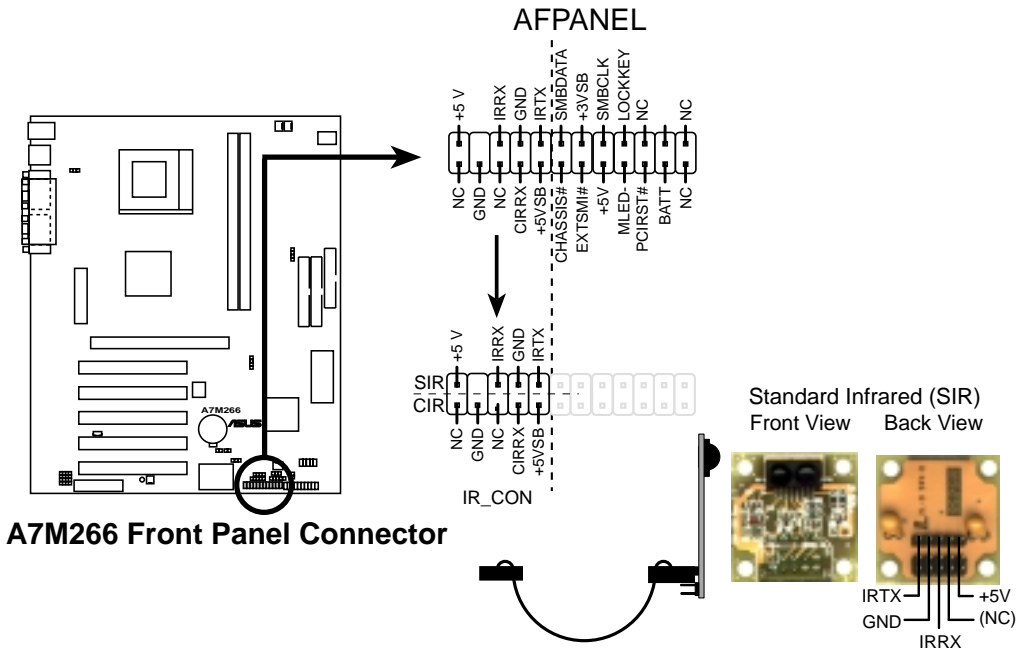 AFPANEL
+5 V
IRRX
GND
IRTX
SMBDATA
+3VSB
SMBCLK
LOCKKEY
NC
NC
NC
GND
NC
CIRRX
+5VSB
CHASSIS#
EXTSMI#
+5V
MLED-
PCIRST#
BATT
NC
+5 V
IRRX
GND
IRTX
SIR
CIR
NC
GND
NC
CIRRX
+5VSB
IR_CON
A7M266
ASUS
A7M266 Front Panel Connector
Standard Infrared (SIR)
Front View Back View
IRTX
+5V
GND
(NC)
IRRX